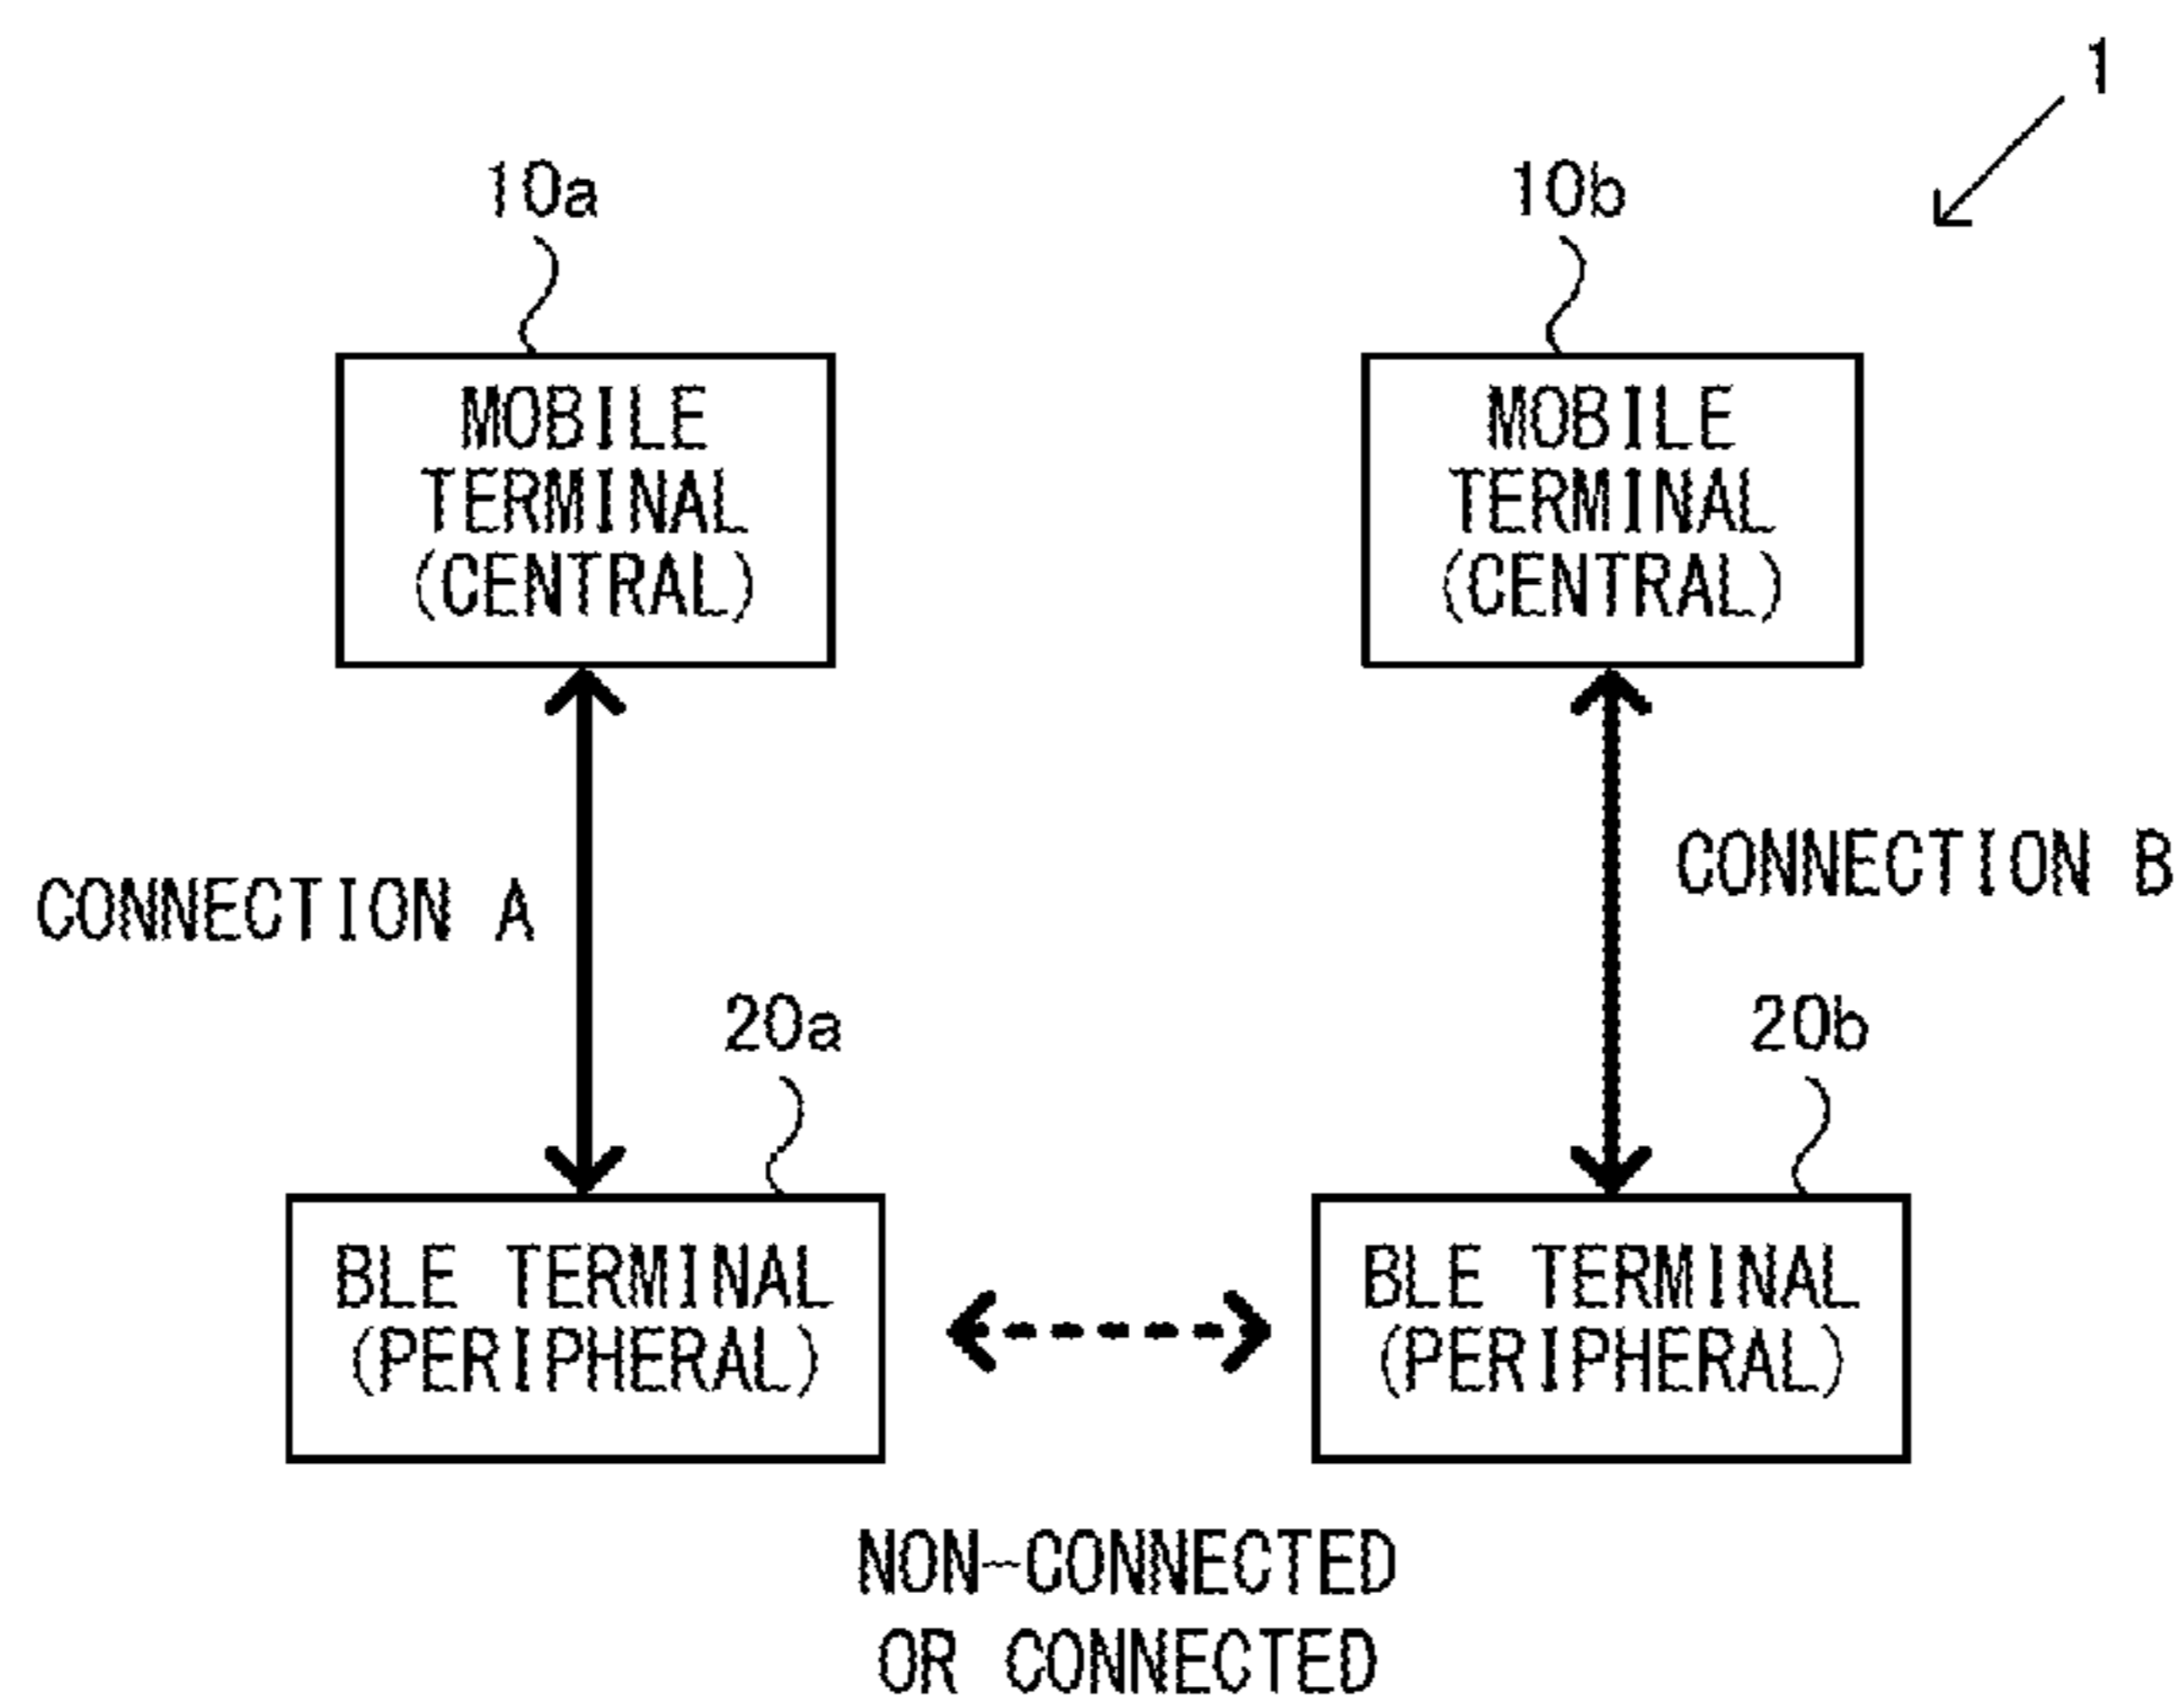 1
10a
10b
MOBILE
TERMINAL
(CENTRAL)
MOBILE
TERMINAL
(CENTRAL)
CONNECTION A
CONNECTION B
20a
20b
BLE TERMINAL
(PERIPHERAL)
BLE TERMINAL
(PERIPHERAL)
NON-CONNECTED
OR CONNECTED